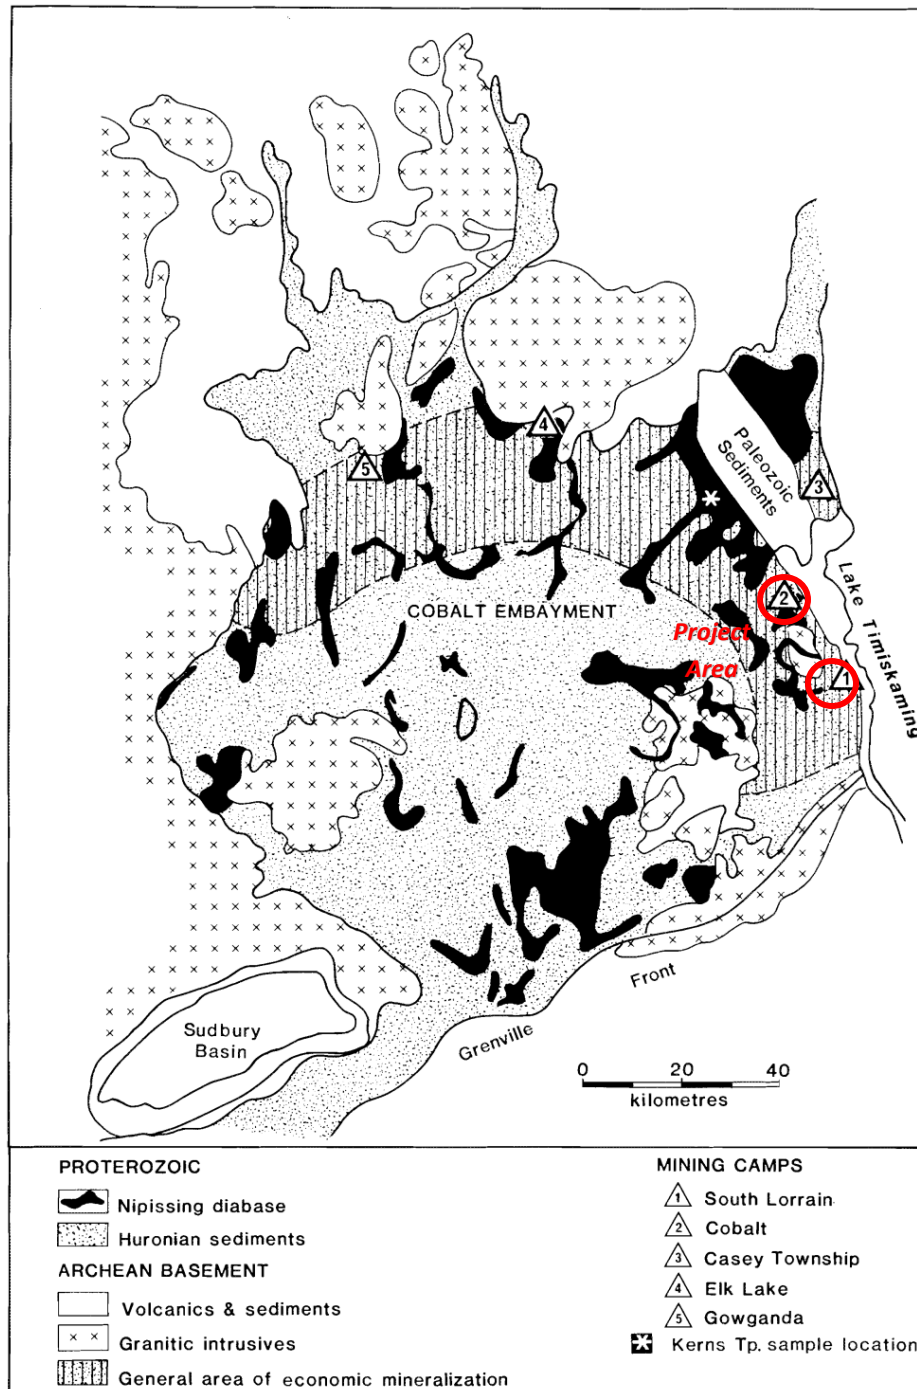 4
5
Paleozoic
Sediments
3
2
Lake Timiskaming
COBALT EMBAYMENT
Project
Area
1
Sudbury
Basin
Grenville
Front
0 20 40
kilometres
PROTEROZOIC
Nipissing diabase
Huronian sediments
ARCHEAN BASEMENT
Volcanics & sediments
Granitic intrusives
General area of economic mineralization
MINING CAMPS
1 South Lorrain
2 Cobalt
3 Casey Township
4 Elk Lake
5 Gowganda
Kerns Tp. sample location